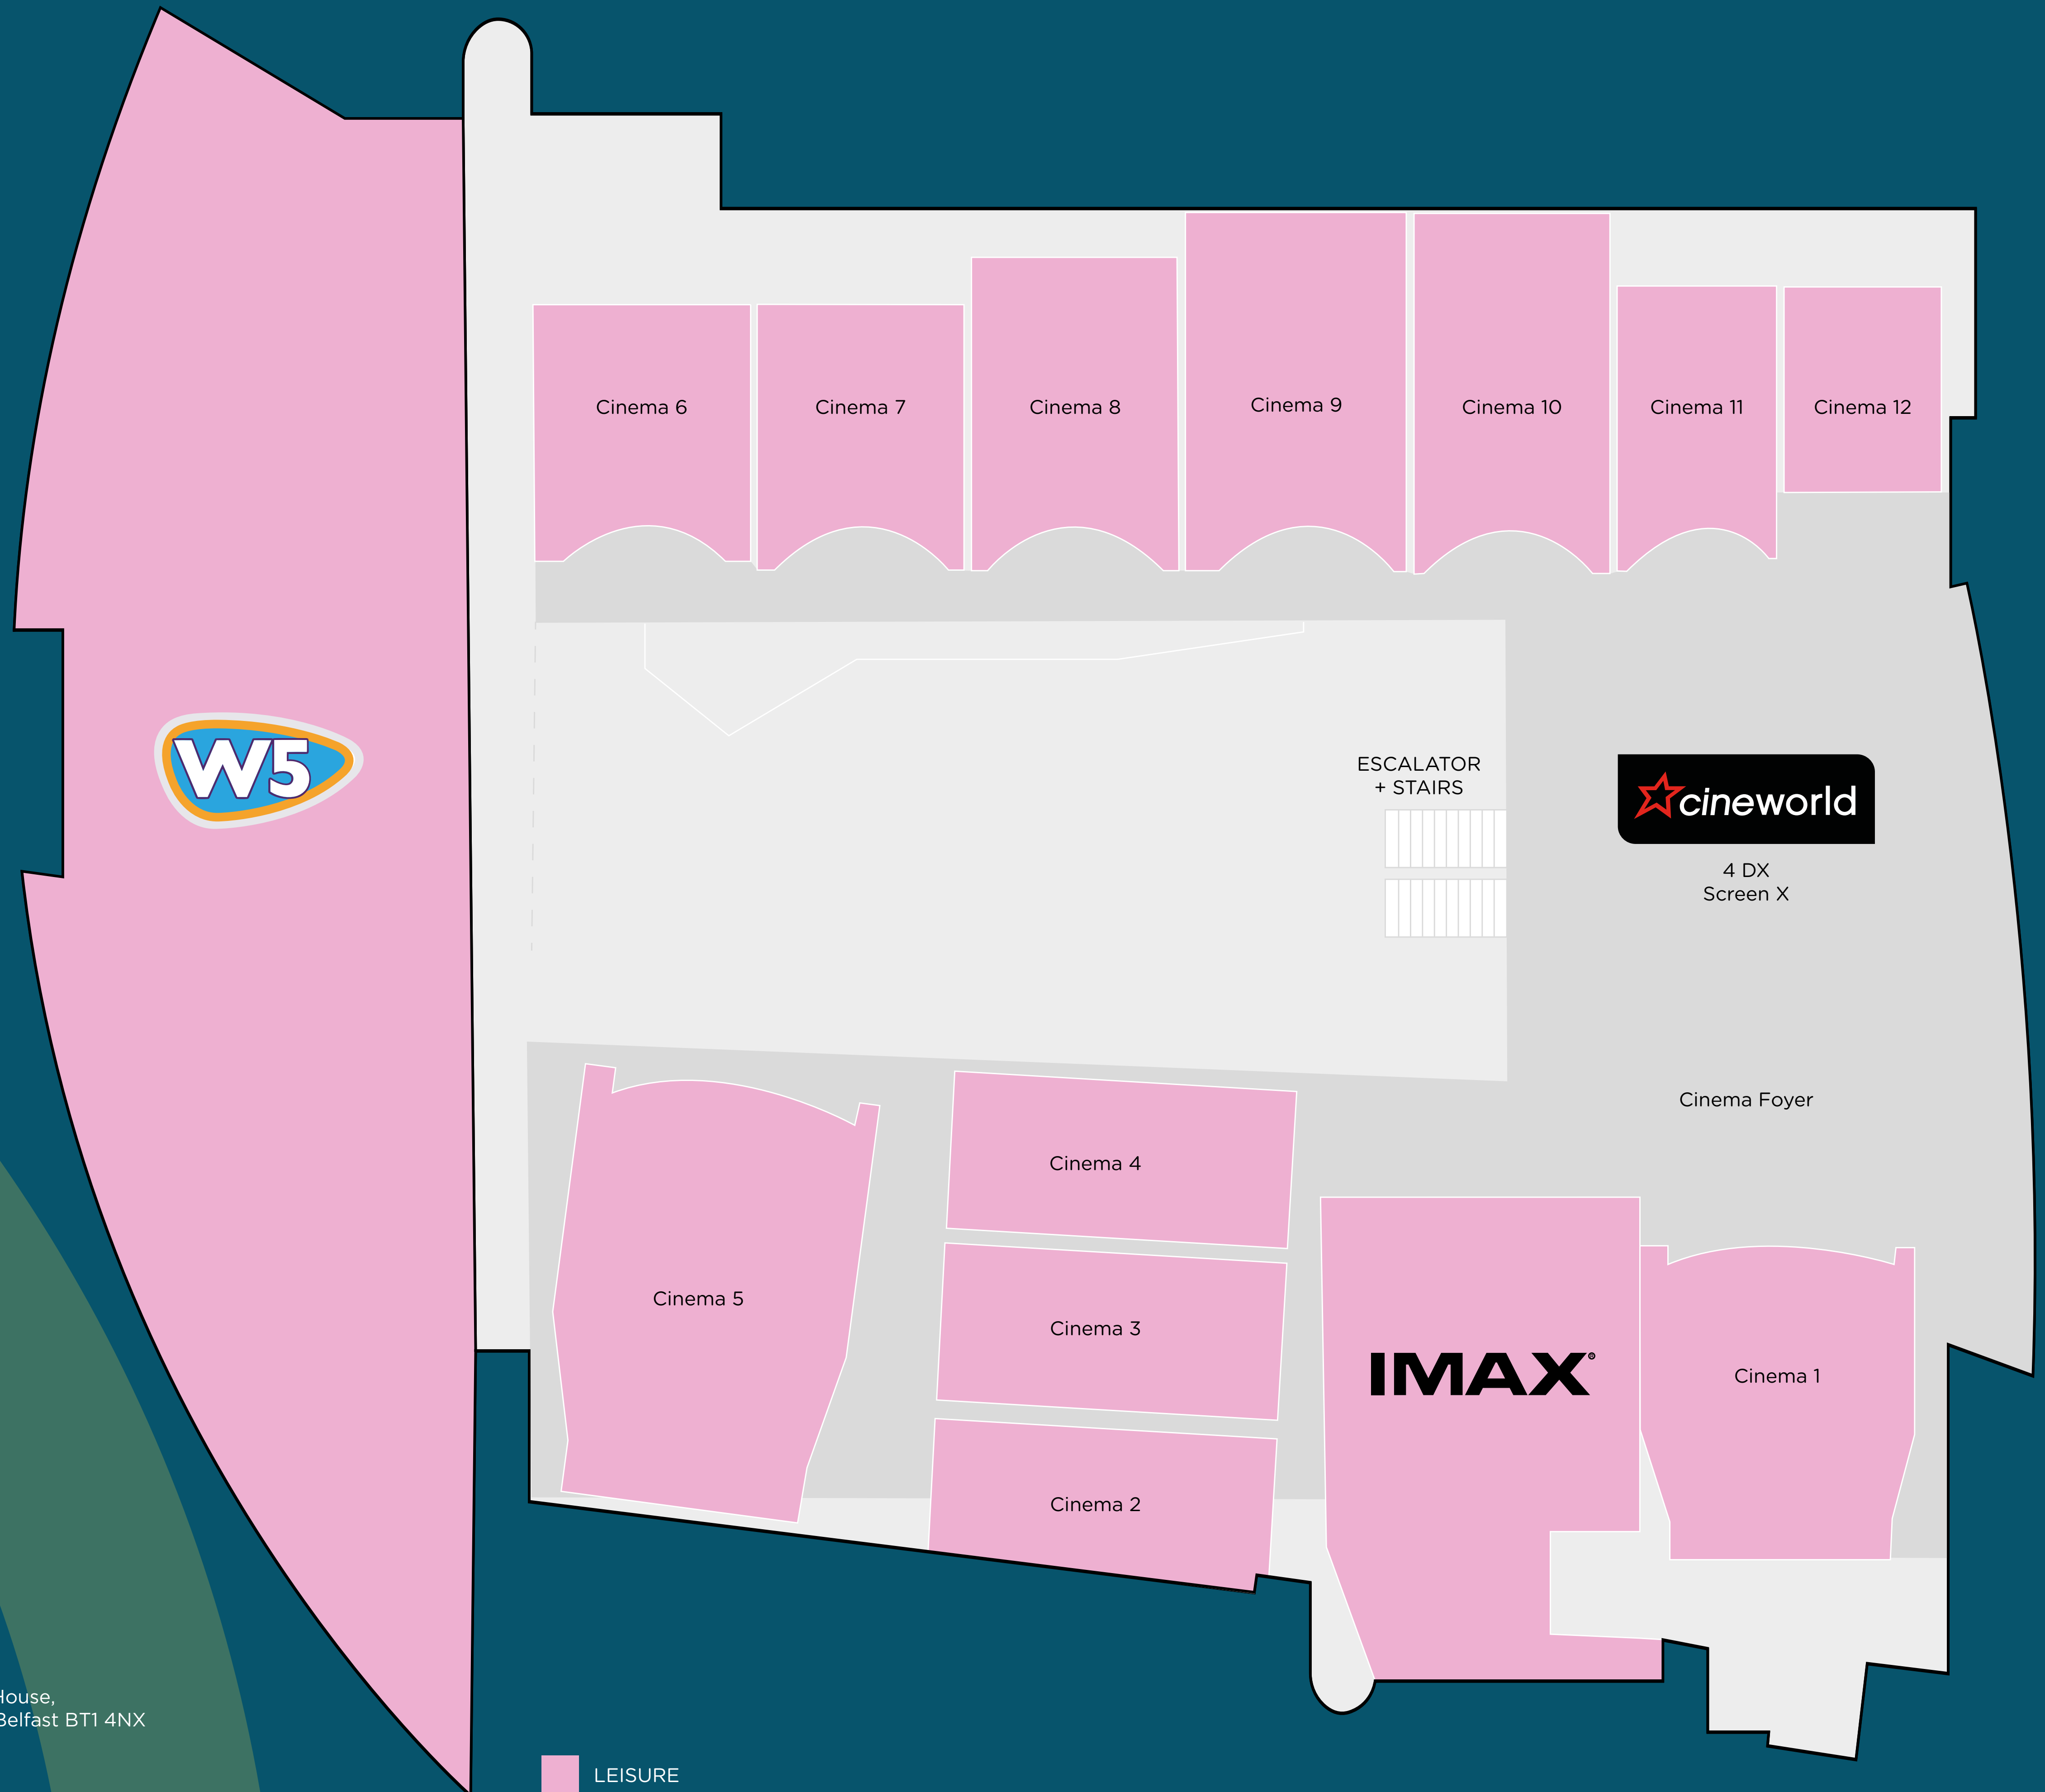 Cinema 6
Cinema 7
Cinema 8
Cinema 9
Cinema 10
Cinema 11
Cinema 12
W5
ESCALATOR
+ STAIRS
cineworld
4 DX
Screen X
Cinema Foyer
Cinema 5
Cinema 4
Cinema 3
Cinema 2
IMAX®
Cinema 1
House,
Belfast BT1 4NX
LEISURE